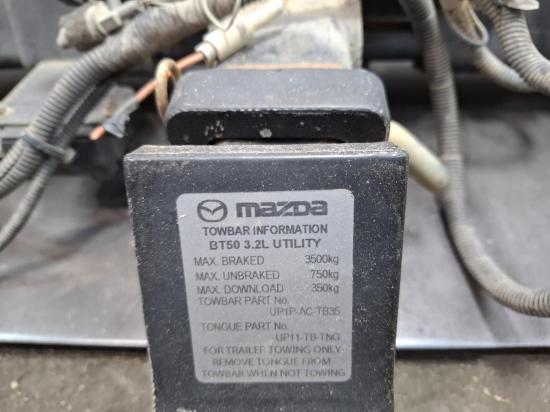 mazda
TOWBAR INFORMATION
BT50 3.2L UTILITY
MAX. BRAKED 3500kg
MAX. UNBRAKED 750kg
MAX. DOWNLOAD 350kg
TOWBAR PART No.
UP1P-AC-TB35
TONGUE PART No.
UP11-TB-TNG
FOR TRAILER TOWING ONLY
REMOVE TONGUE FROM
TOWBAR WHEN NOT TOWING